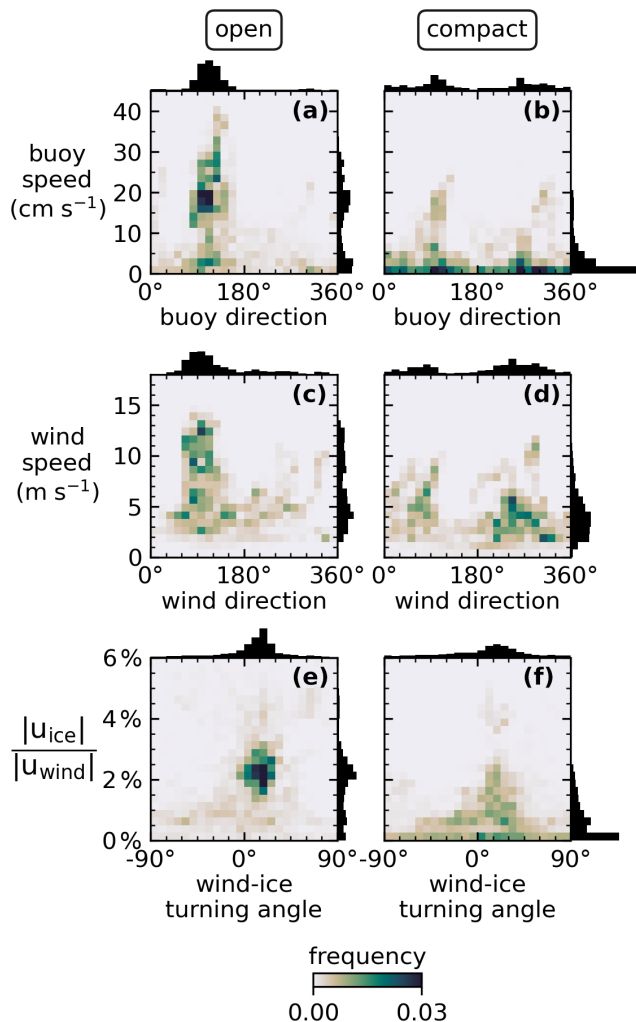 open compact
(a) (b)
buoy
speed
(cm s⁻¹)
40
30
20
10
0
0° 180° 360° 0° 180° 360°
buoy direction buoy direction
(c) (d)
wind
speed
(m s⁻¹)
15
10
5
0
0° 180° 360° 0° 180° 360°
wind direction wind direction
(e) (f)
|u_ice|
|u_wind|
6%
4%
2%
0%
-90° 0° 90° -90° 0° 90°
wind-ice wind-ice
turning angle turning angle
frequency
0.00 0.03